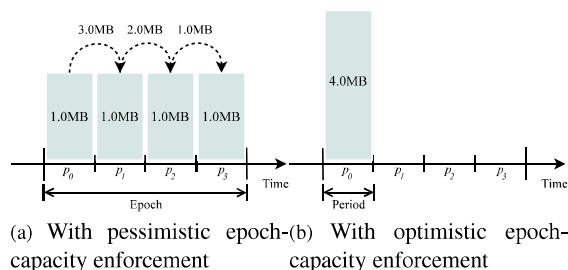 3.0MB 2.0MB 1.0MB
1.0MB 1.0MB 1.0MB 1.0MB
p0 p1 p2 p3 Time
Epoch
4.0MB
p0 p1 p2 p3 Time
Period
(a) With pessimistic epoch-
capacity enforcement
(b) With optimistic epoch-
capacity enforcement